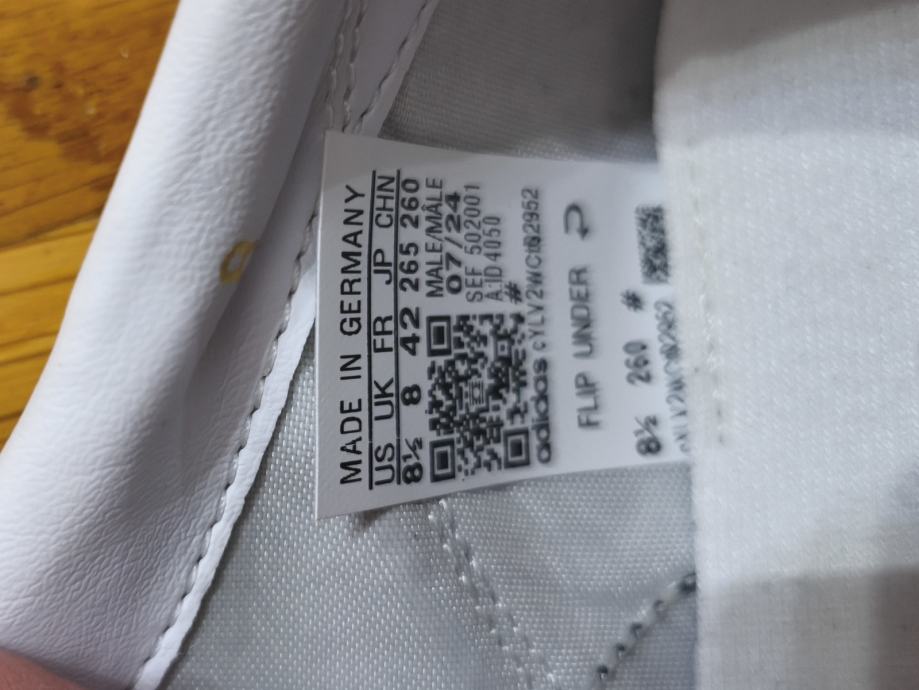 MADE IN GERMANY
US UK FR JP CHN
8½ 8 42 265 260
MALE/MÂLE
07/24
SEF 502001
A:ID4050
#
adidas
FLIP UNDER
8½ 260 #